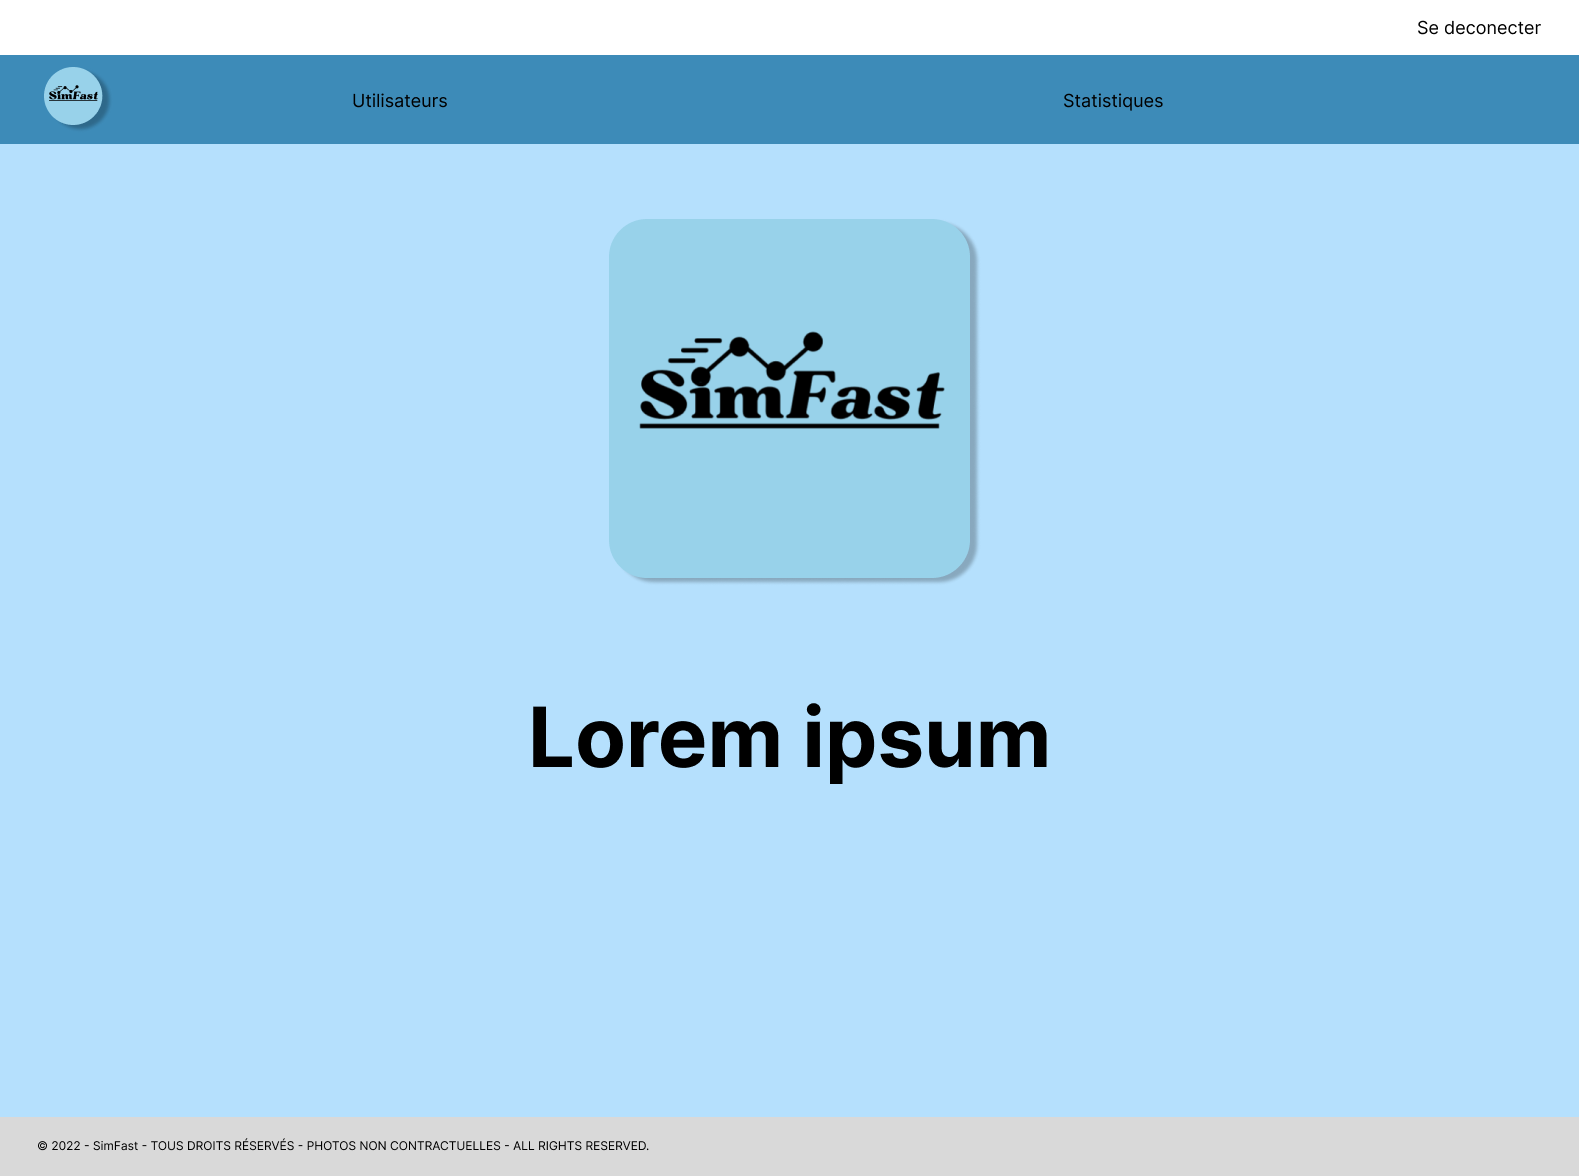 Se deconecter
SimFast
Utilisateurs
Statistiques
SimFast
Lorem ipsum
© 2022 - SimFast - TOUS DROITS RÉSERVÉS - PHOTOS NON CONTRACTUELLES - ALL RIGHTS RESERVED.